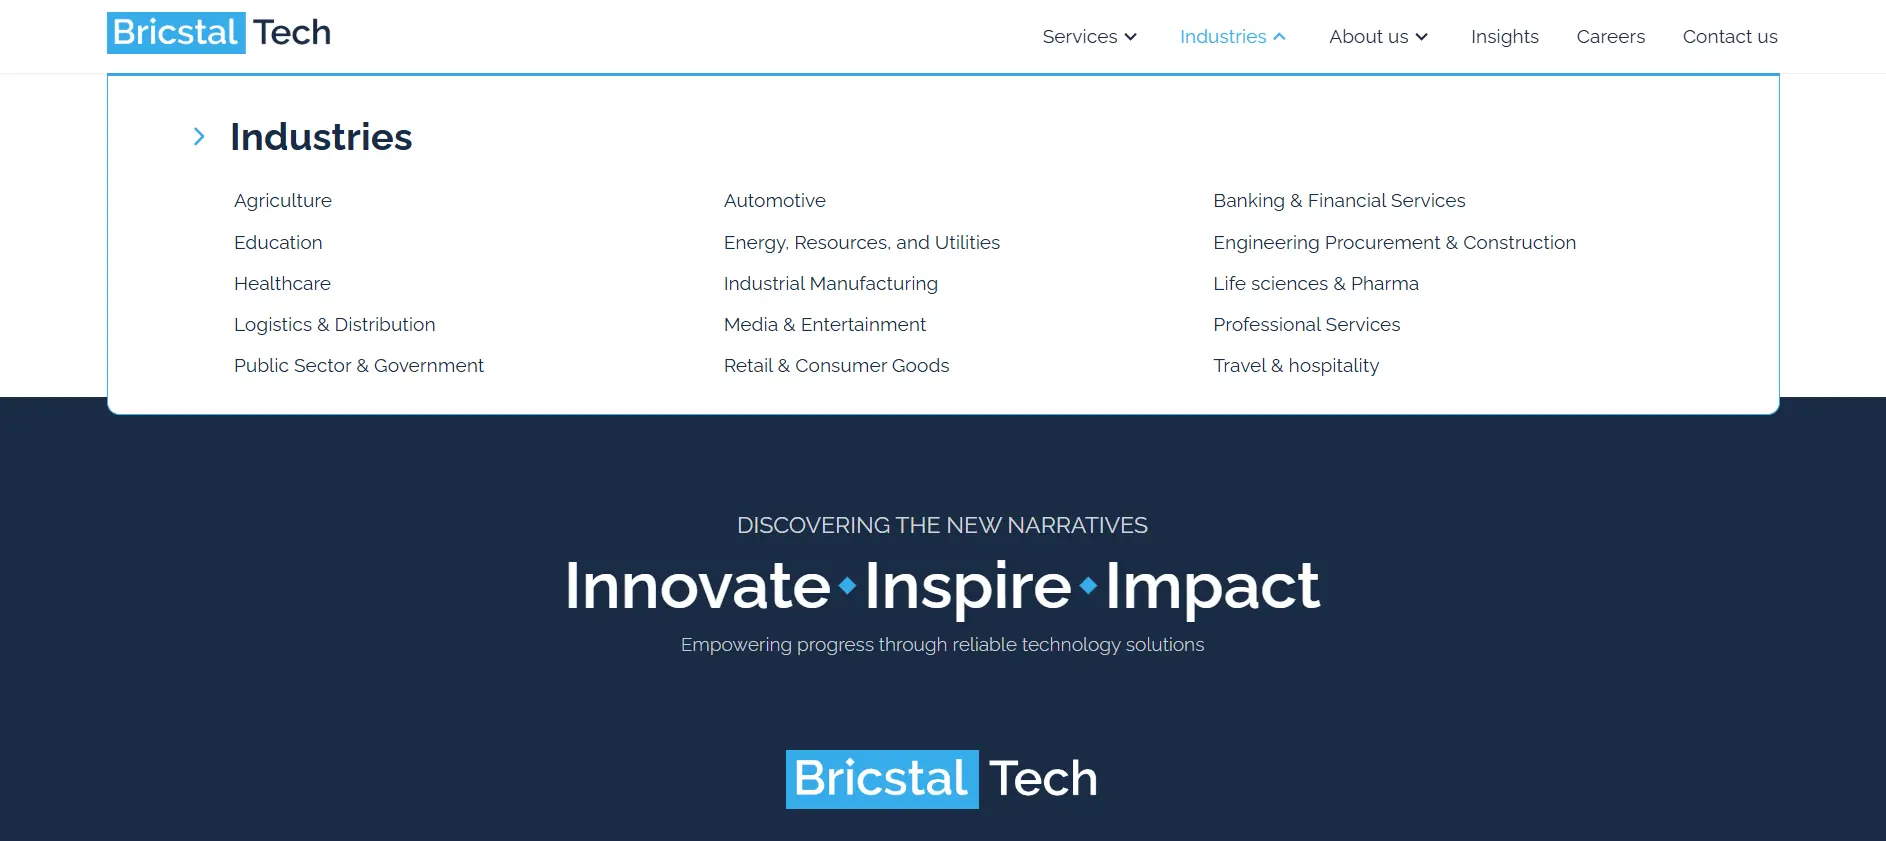 Bricstal Tech
Services Industries About us Insights Careers Contact us
Industries
Agriculture Automotive Banking & Financial Services
Education Energy, Resources, and Utilities Engineering Procurement & Construction
Healthcare Industrial Manufacturing Life sciences & Pharma
Logistics & Distribution Media & Entertainment Professional Services
Public Sector & Government Retail & Consumer Goods Travel & hospitality
DISCOVERING THE NEW NARRATIVES
Innovate◆Inspire◆Impact
Empowering progress through reliable technology solutions
Bricstal Tech